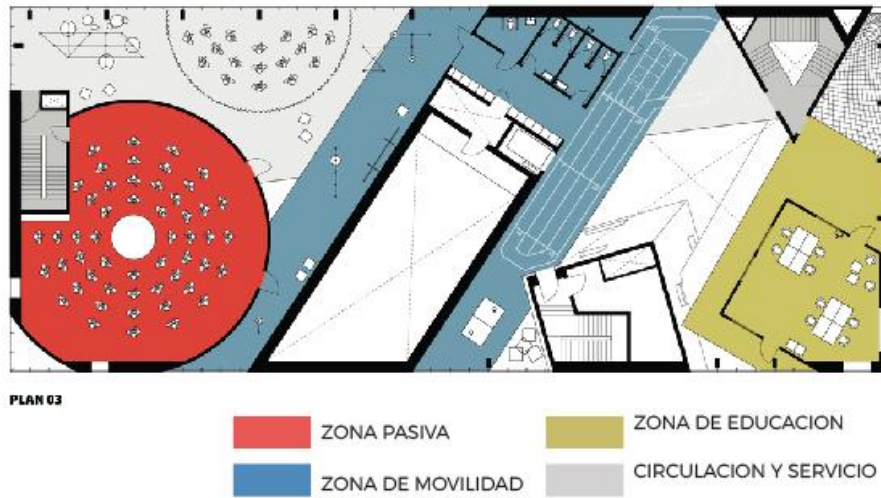 PLAN 03
ZONA PASIVA
ZONA DE EDUCACION
ZONA DE MOVILIDAD
CIRCULACION Y SERVICIO